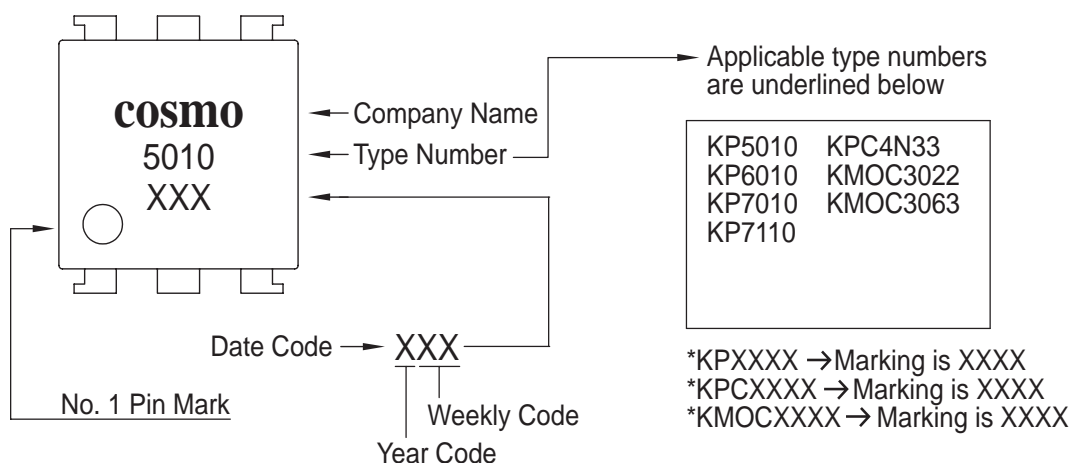 cosmo
5010
XXX
Company Name
Type Number
Applicable type numbers
are underlined below
KP5010 KPC4N33
KP6010 KMOC3022
KP7010 KMOC3063
KP7110
Date Code
XXX
No. 1 Pin Mark
Weekly Code
Year Code
*KPXXXX →Marking is XXXX
*KPCXXXX → Marking is XXXX
*KMOCXXXX → Marking is XXXX